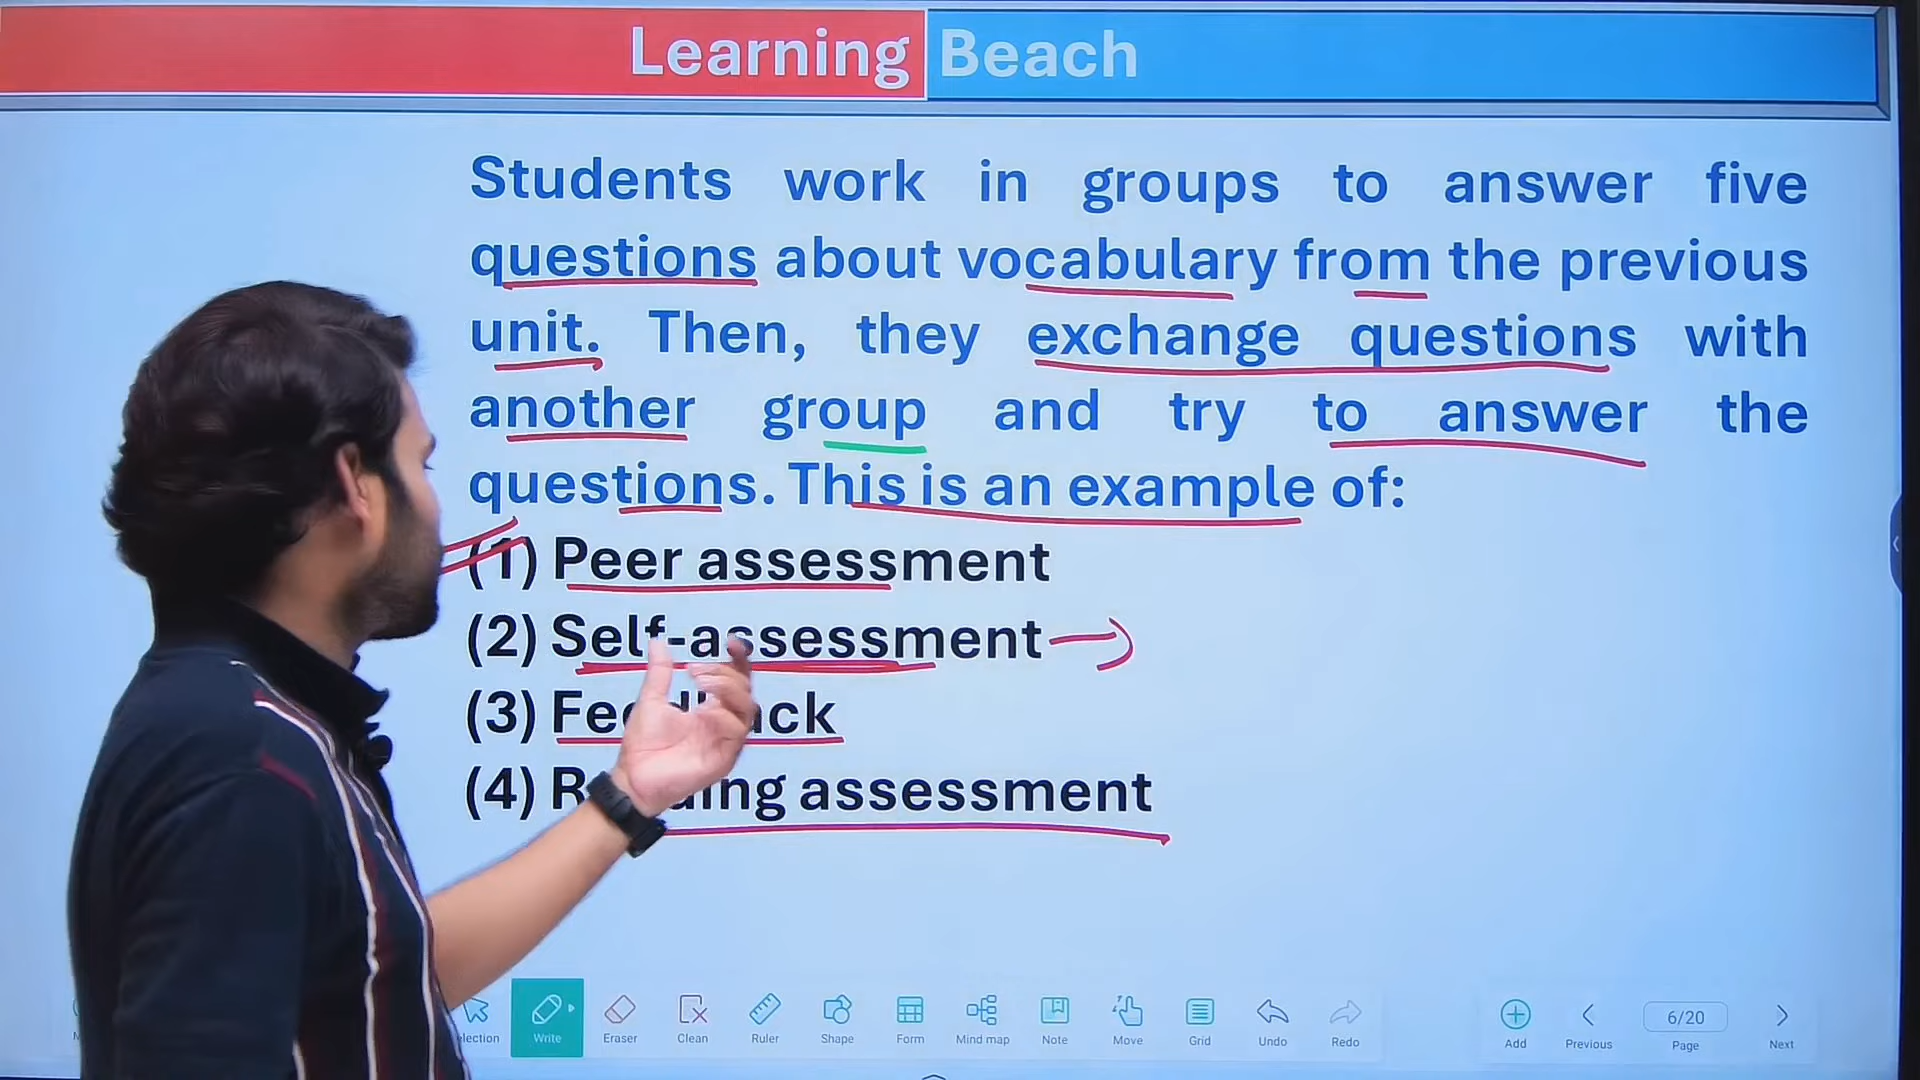 Learning Beach
Students work in groups to answer five
questions about vocabulary from the previous
unit. Then, they exchange questions with
another group and try to answer the
questions. This is an example of:
(1) Peer assessment
(2) Self-assessment
(3) Feedback
(4) Reading assessment
Write Eraser Clean Ruler Shape Form Mind map Note Move Grid Undo Redo Add Previous 6/20 Page Next